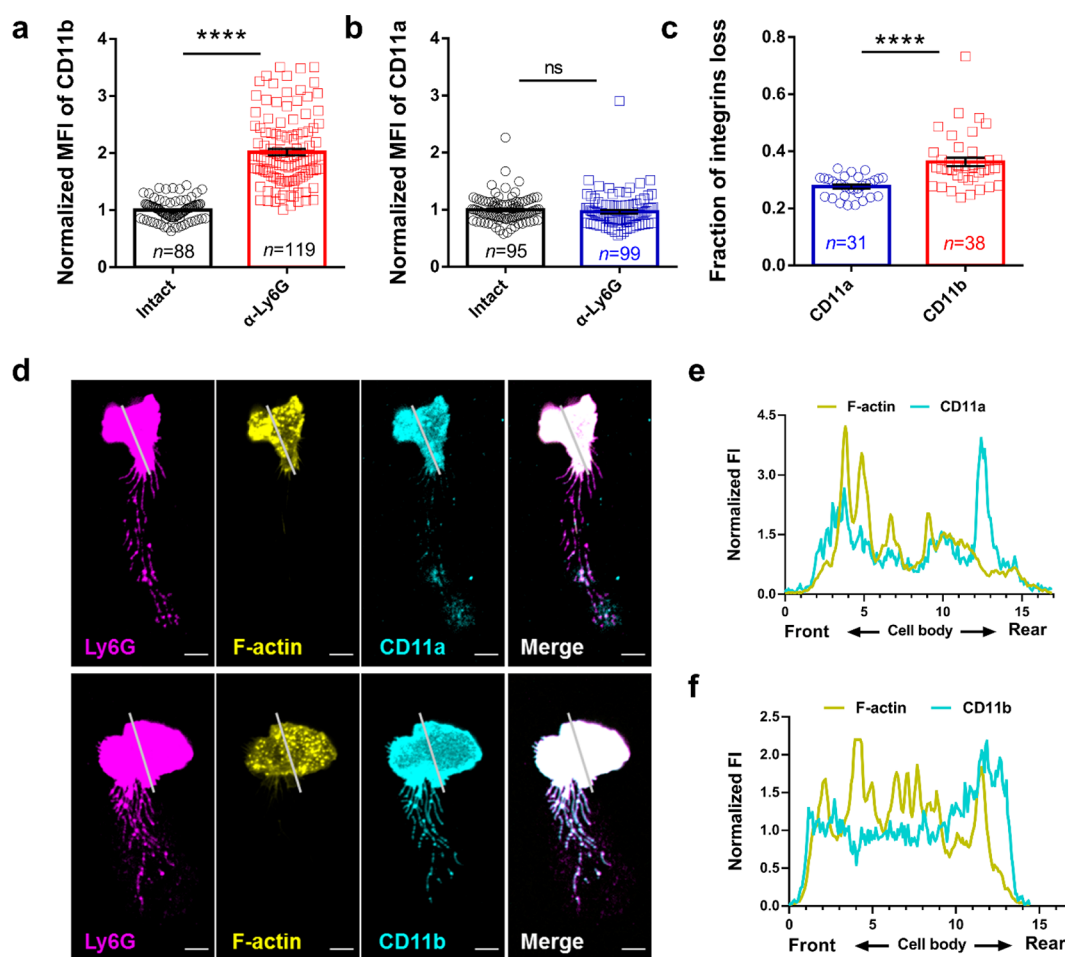 a
Normalized MFI of CD11b
4
3
2
1
0
****
n=88
n=119
Intact
α-Ly6G
b
Normalized MFI of CD11a
4
3
2
1
0
ns
n=95
n=99
Intact
α-Ly6G
c
Fraction of integrins loss
0.8
0.6
0.4
0.2
0.0
****
n=31
n=38
CD11a
CD11b
d
Ly6G
F-actin
CD11a
Merge
Ly6G
F-actin
CD11b
Merge
e
F-actin CD11a
Normalized FI
4.5
3.0
1.5
0.0
0 5 10 15
Front Cell body Rear
f
F-actin CD11b
Normalized FI
2.5
2.0
1.5
1.0
0.5
0.0
0 5 10 15
Front Cell body Rear